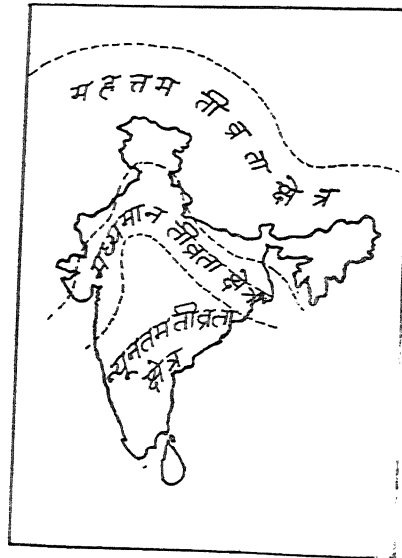 महत्तम तीव्रता क्षेत्र
मध्यमान तीव्रता क्षेत्र
न्यूनतम तीव्रता
क्षेत्र